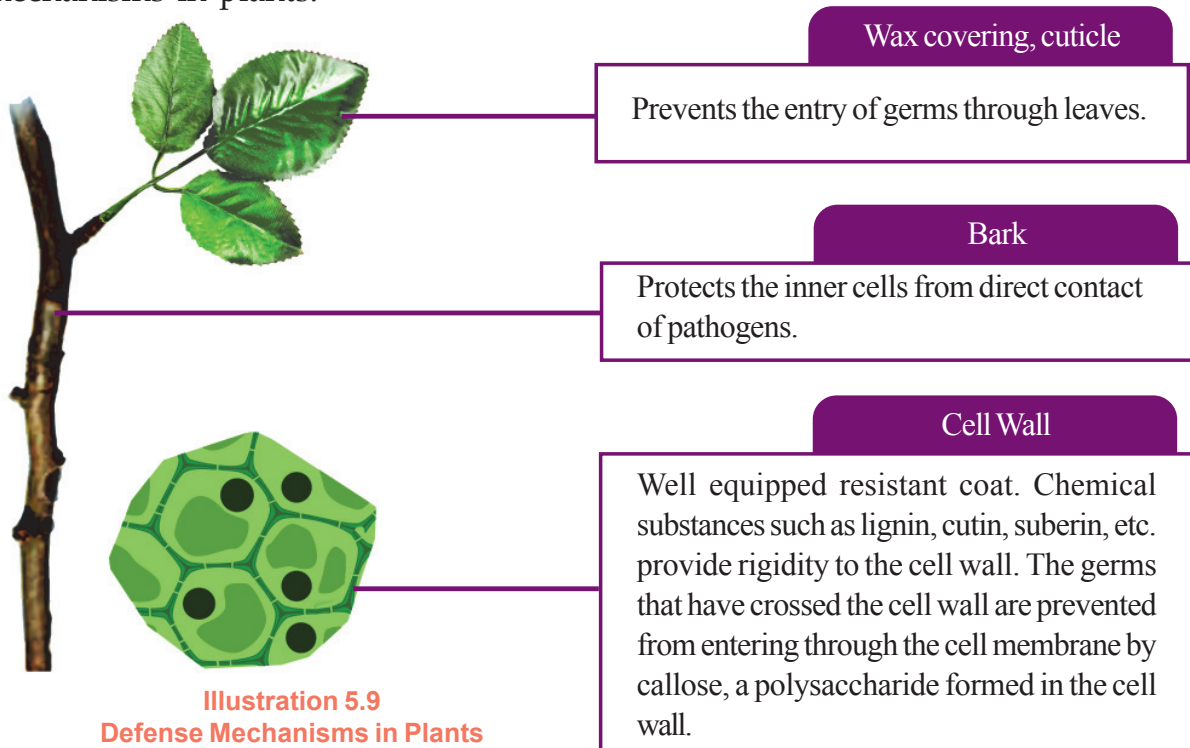 mechanisms in plants.
Wax covering, cuticle
Prevents the entry of germs through leaves.
Bark
Protects the inner cells from direct contact
of pathogens.
Cell Wall
Well equipped resistant coat. Chemical
substances such as lignin, cutin, suberin, etc.
provide rigidity to the cell wall. The germs
that have crossed the cell wall are prevented
from entering through the cell membrane by
callose, a polysaccharide formed in the cell
wall.
Illustration 5.9
Defense Mechanisms in Plants